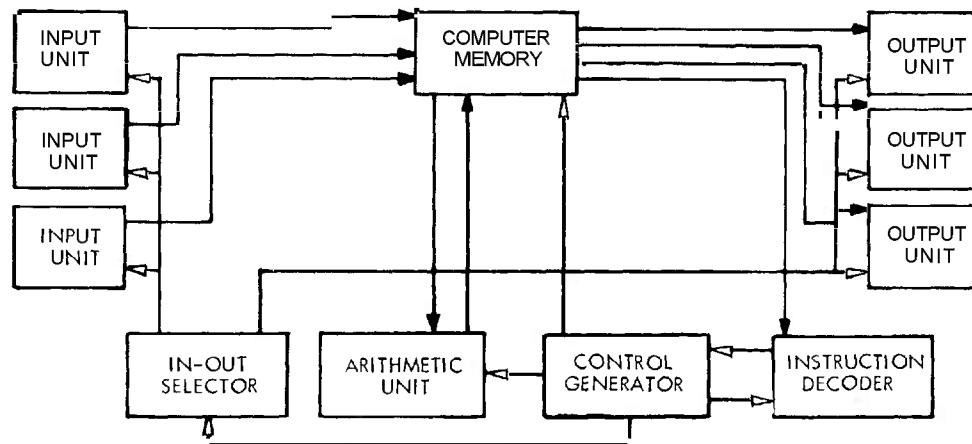 INPUT
UNIT
COMPUTER
MEMORY
OUTPUT
UNIT
INPUT
UNIT
OUTPUT
UNIT
INPUT
UNIT
OUTPUT
UNIT
IN-OUT
SELECTOR
ARITHMETIC
UNIT
CONTROL
GENERATOR
INSTRUCTION
DECODER